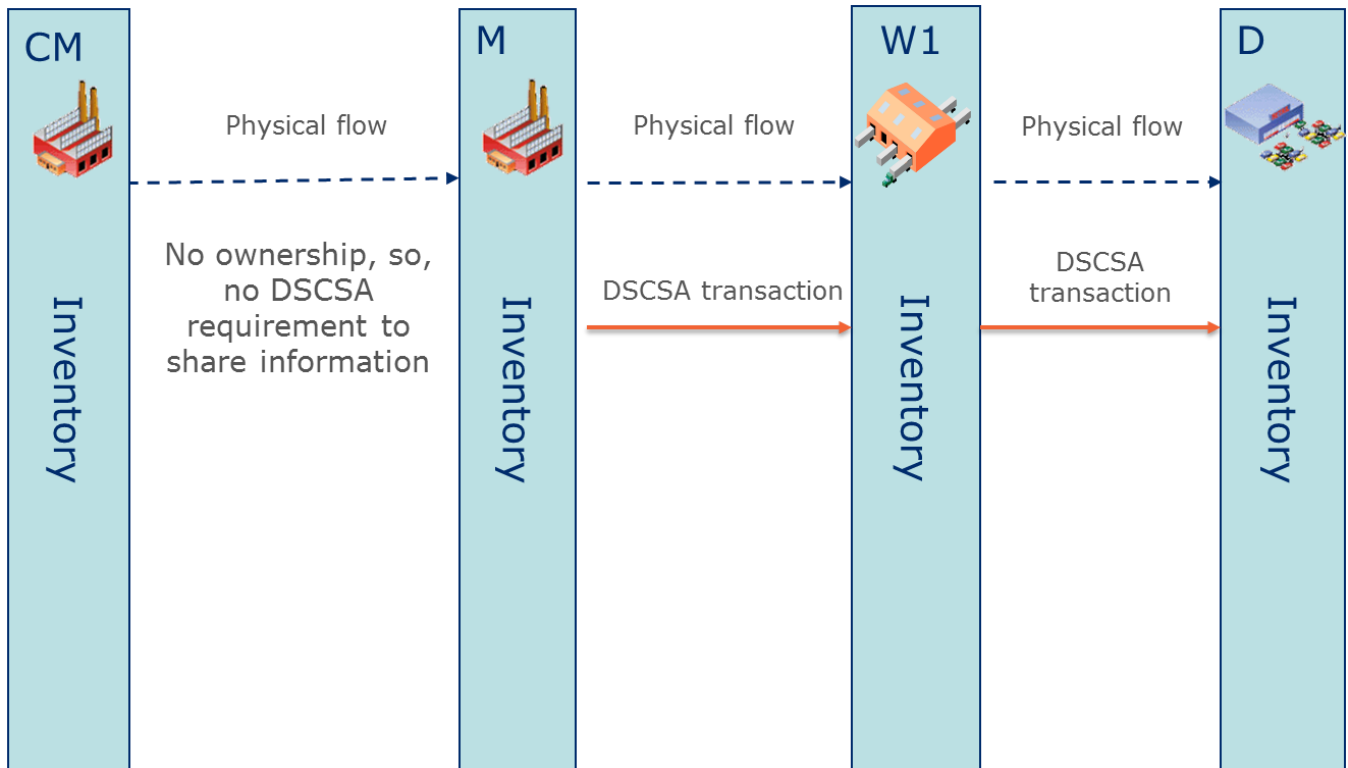 CM
M
W1
D
Physical flow
Physical flow
Physical flow
No ownership, so,
no DSCSA
requirement to
share information
DSCSA transaction
DSCSA
transaction
Inventory
Inventory
Inventory
Inventory